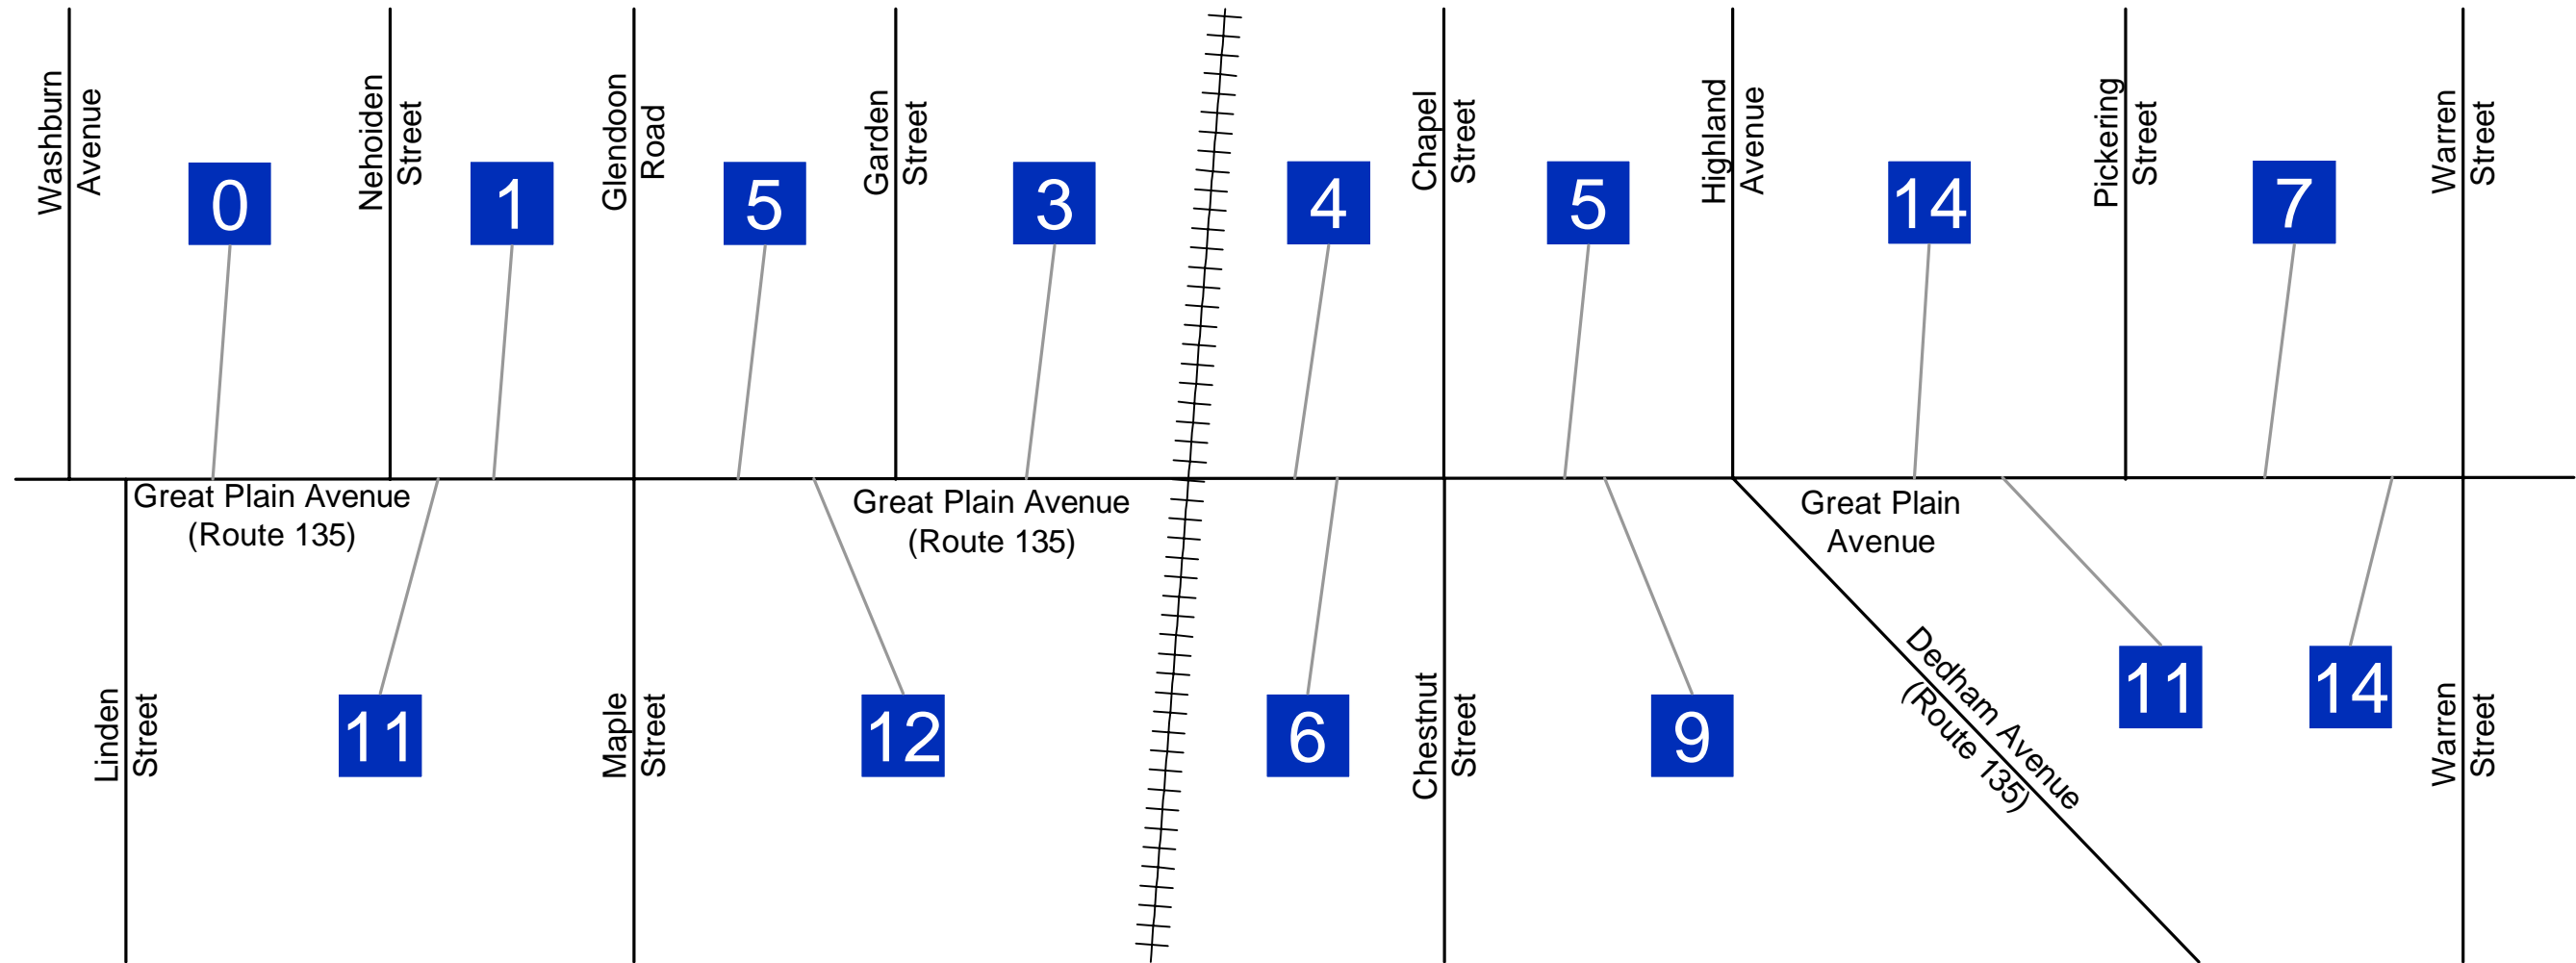 Washburn
Avenue
Nehoiden
Street
Glendoon
Road
Garden
Street
Chapel
Street
Highland
Avenue
Pickering
Street
Warren
Street
0
1
5
3
4
5
14
7
Great Plain Avenue
(Route 135)
Great Plain Avenue
(Route 135)
Great Plain
Avenue
Linden
Street
11
Maple
Street
12
6
Chestnut
Street
9
Dedham Avenue
(Route 135)
11
14
Warren
Street